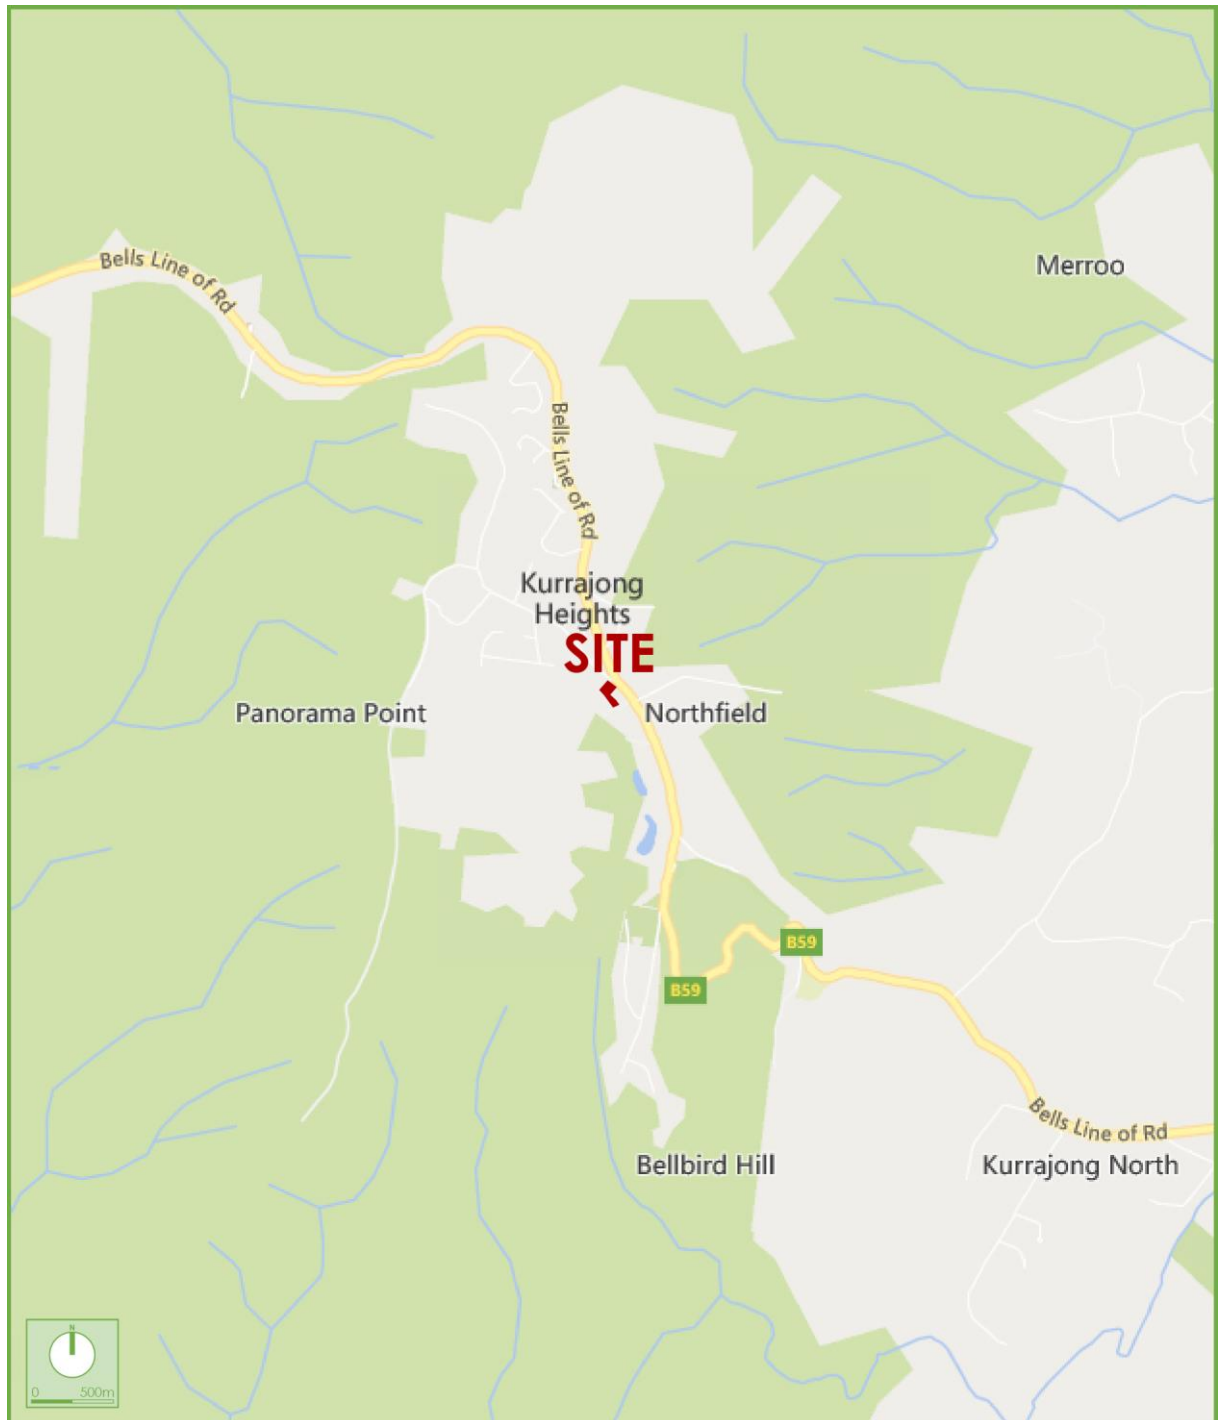 Merroo
Bells Line of Rd
Bells Line of Rd
Kurrajong
Heights
SITE
Panorama Point
Northfield
B59
B59
Bells Line of Rd
Bellbird Hill
Kurrajong North
N
0 500m